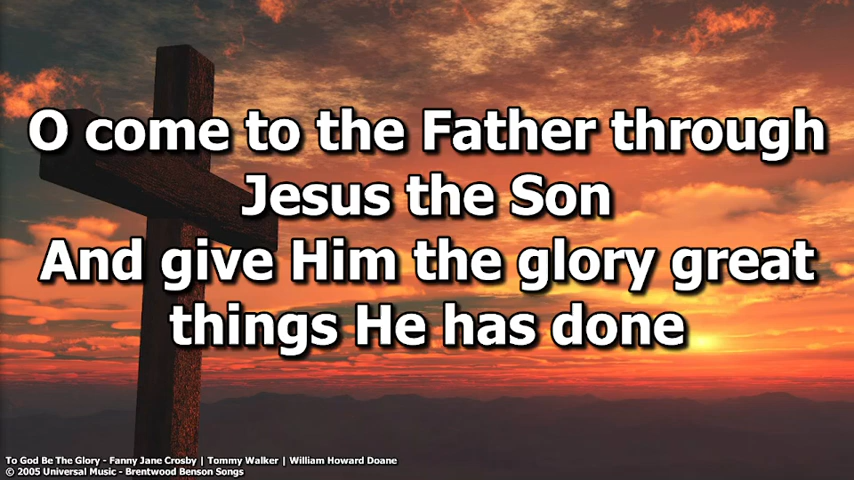 O come to the Father through
Jesus the Son
And give Him the glory great
things He has done
To God Be The Glory - Fanny Jane Crosby | Tommy Walker | William Howard Doane
© 2005 Universal Music - Brentwood Benson Songs